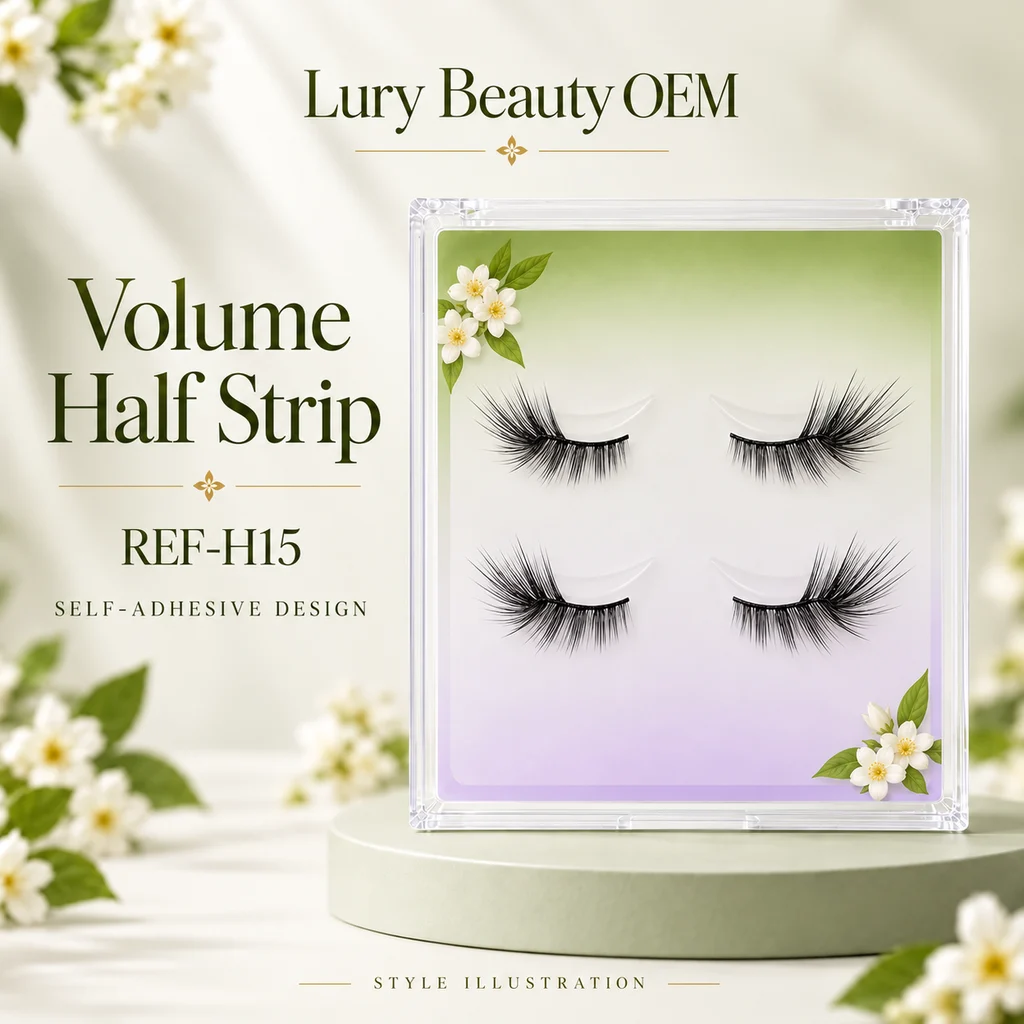 Lury Beauty OEM
Volume
Half Strip
REF-H15
SELF-ADHESIVE DESIGN
STYLE ILLUSTRATION